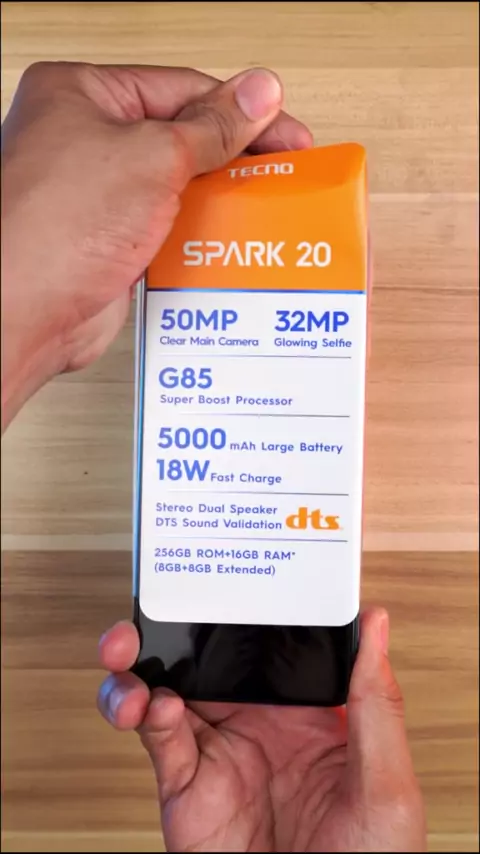 TECNO
SPARK 20
50MP 32MP
Clear Main Camera Glowing Selfie
G85
Super Boost Processor
5000 mAh Large Battery
18W Fast Charge
Stereo Dual Speaker
DTS Sound Validation dts
256GB ROM+16GB RAM*
(8GB+8GB Extended)